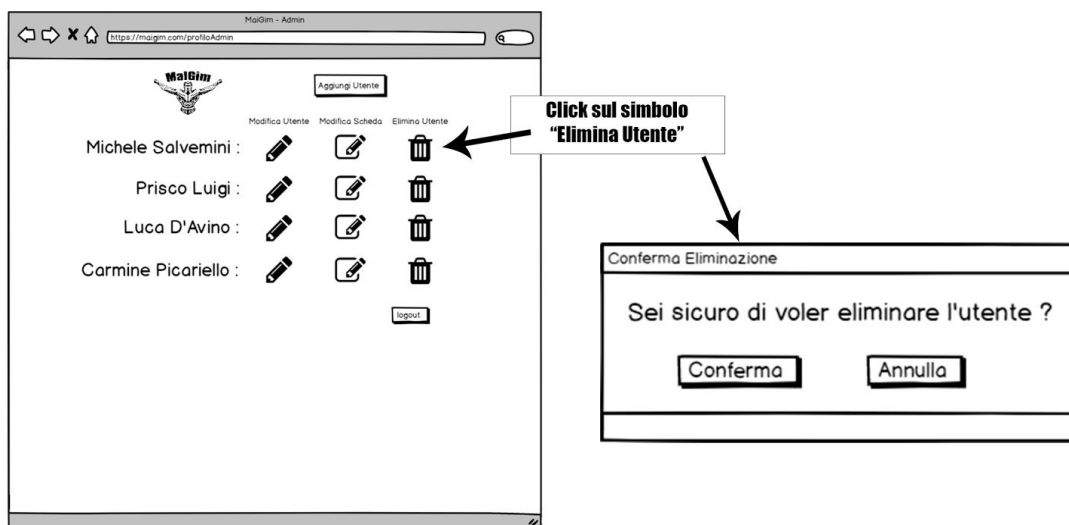 MaiGim - Admin
https://maigim.com/profiloAdmin
MalGim
Aggiungi Utente
Modifica Utente Modifica Scheda Elimina Utente
Michele Salvemini :
Prisco Luigi :
Luca D'Avino :
Carmine Picariello :
logout
Click sul simbolo
“Elimina Utente”
Conferma Eliminazione
Sei sicuro di voler eliminare l'utente ?
Conferma Annulla